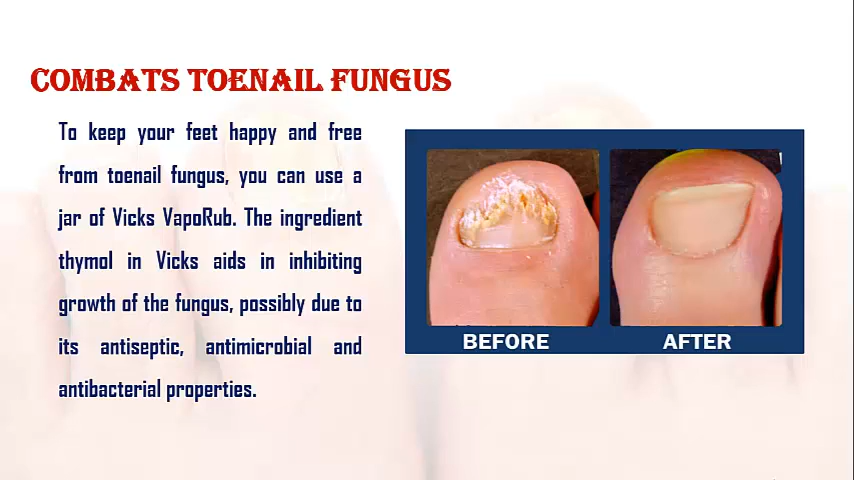 COMBATS TOENAIL FUNGUS
To keep your feet happy and free
from toenail fungus, you can use a
jar of Vicks VapoRub. The ingredient
thymol in Vicks aids in inhibiting
growth of the fungus, possibly due to
its antiseptic, antimicrobial and
antibacterial properties.
BEFORE
AFTER